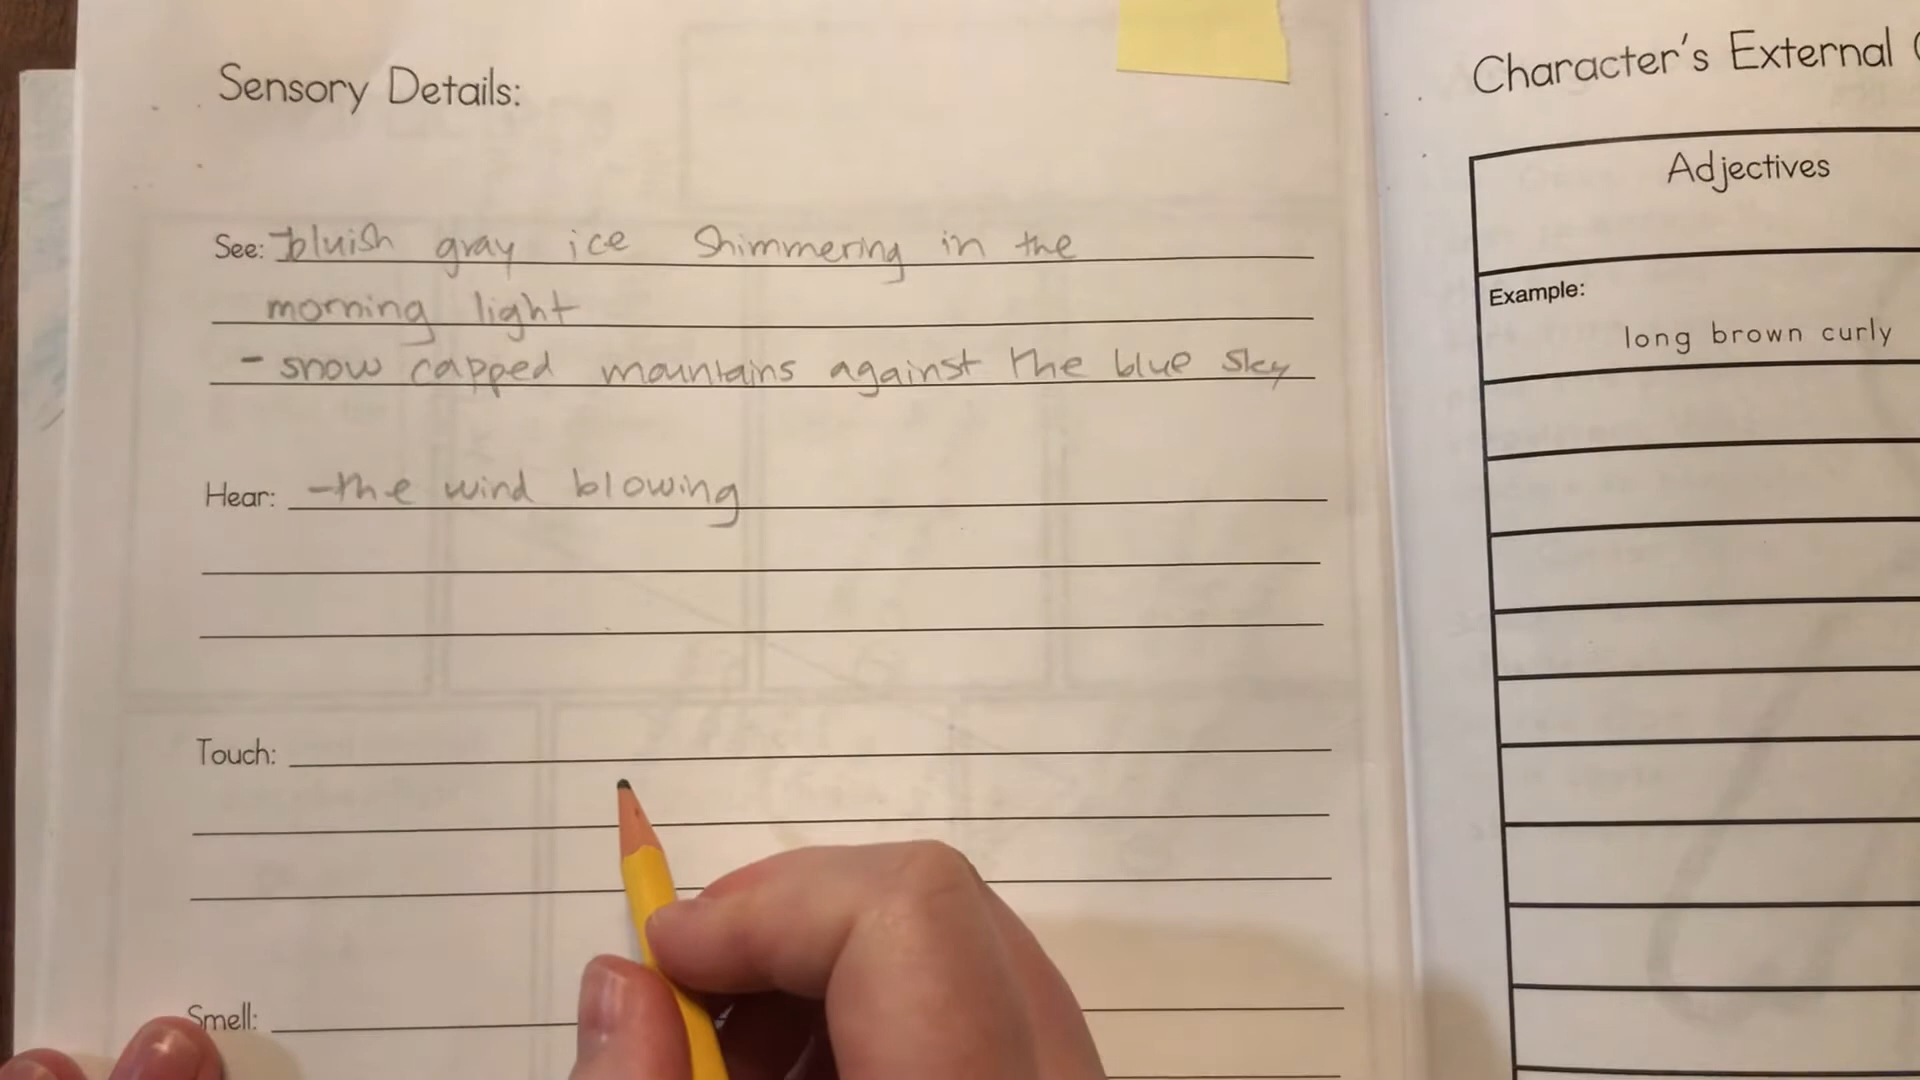 Sensory Details:
See: - bluish gray ice Shimmering in the
morning light
- snow capped mountains against the blue sky
Hear: - the wind blowing
Touch:
Smell:
Character's External
Adjectives
Example:
long brown curly